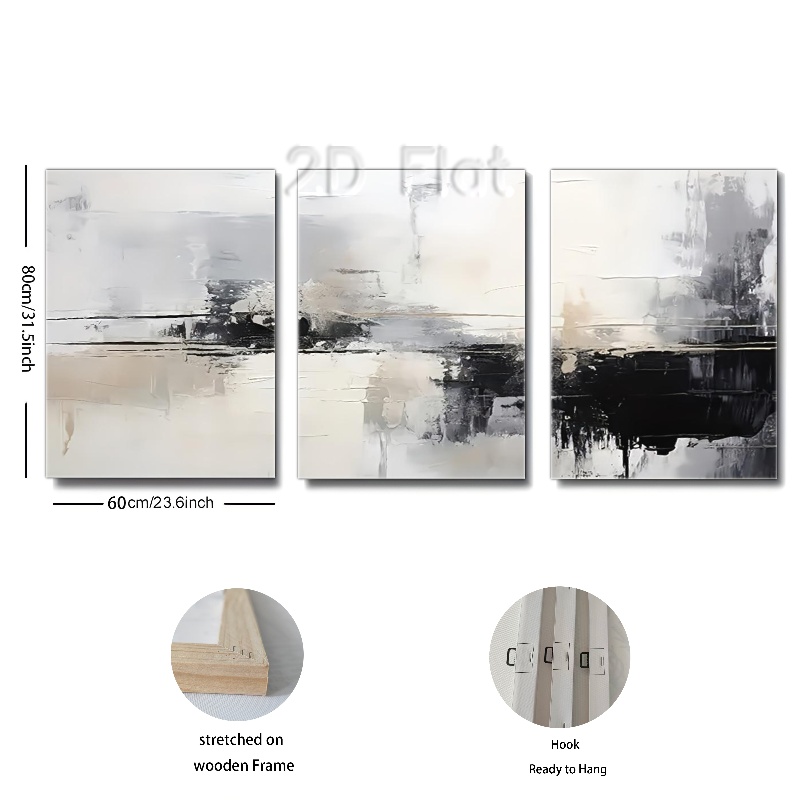 2D Flat
80cm/31.5inch
60cm/23.6inch
stretched on
wooden Frame
Hook
Ready to Hang